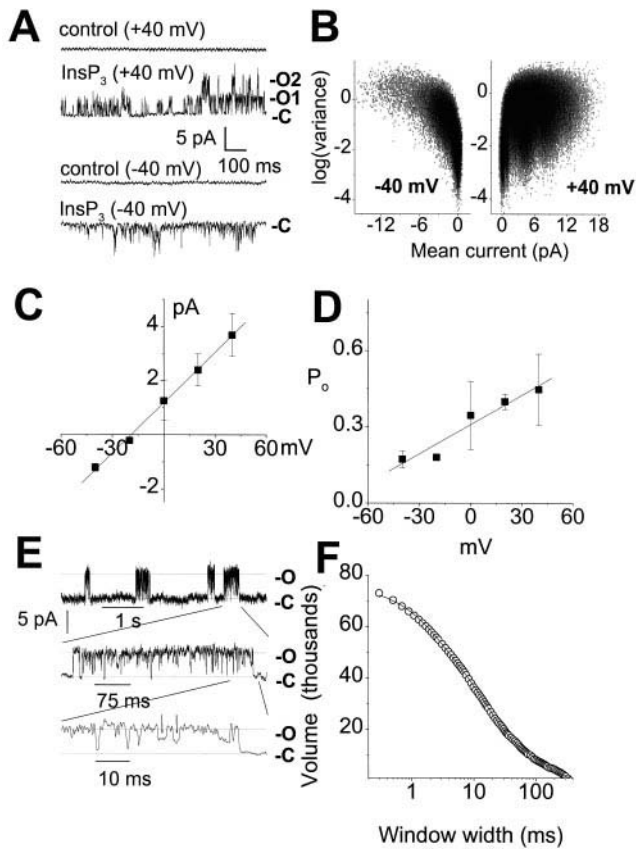 A
control (+40 mV)
InsP3 (+40 mV)
-O2
-O1
-C
5 pA
100 ms
control (-40 mV)
InsP3 (-40 mV)
-C
B
log(variance)
0
-2
-4
-40 mV
-12 -6 0
0
-2
-4
+40 mV
0 6 12 18
Mean current (pA)
C
pA
4
2
-2
-60 -30 30 60
mV
D
Po
0.6
0.3
0.0
-60 -30 0 30 60
mV
E
-O
-C
5 pA
1 s
-O
-C
75 ms
-O
-C
10 ms
F
Volume (thousands)
80
60
40
20
1 10 100
Window width (ms)